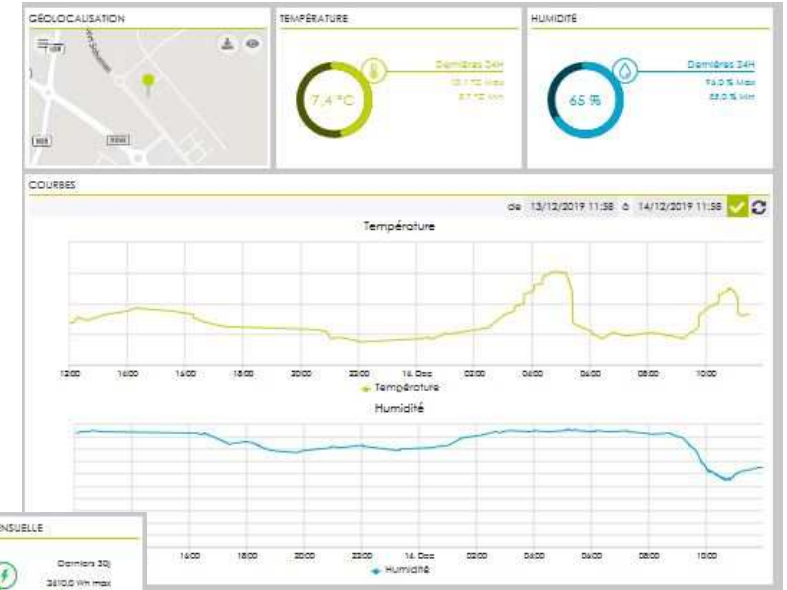 GÉOLOCALISATION
TEMPÉRATURE
HUMIDITÉ
7,4 °C
Dernières 24H
65 %
Dernières 24H
COURBES
de 13/12/2019 11:58 à 14/12/2019 11:58
Température
12:00 14:00 16:00 18:00 20:00 22:00 14. Dec 02:00 04:00 06:00 08:00 10:00
Température
Humidité
16:00 18:00 20:00 22:00 14. Dec 02:00 04:00 06:00 08:00 10:00
Humidité
ENSUELLE
Derniers 30j
Wh max